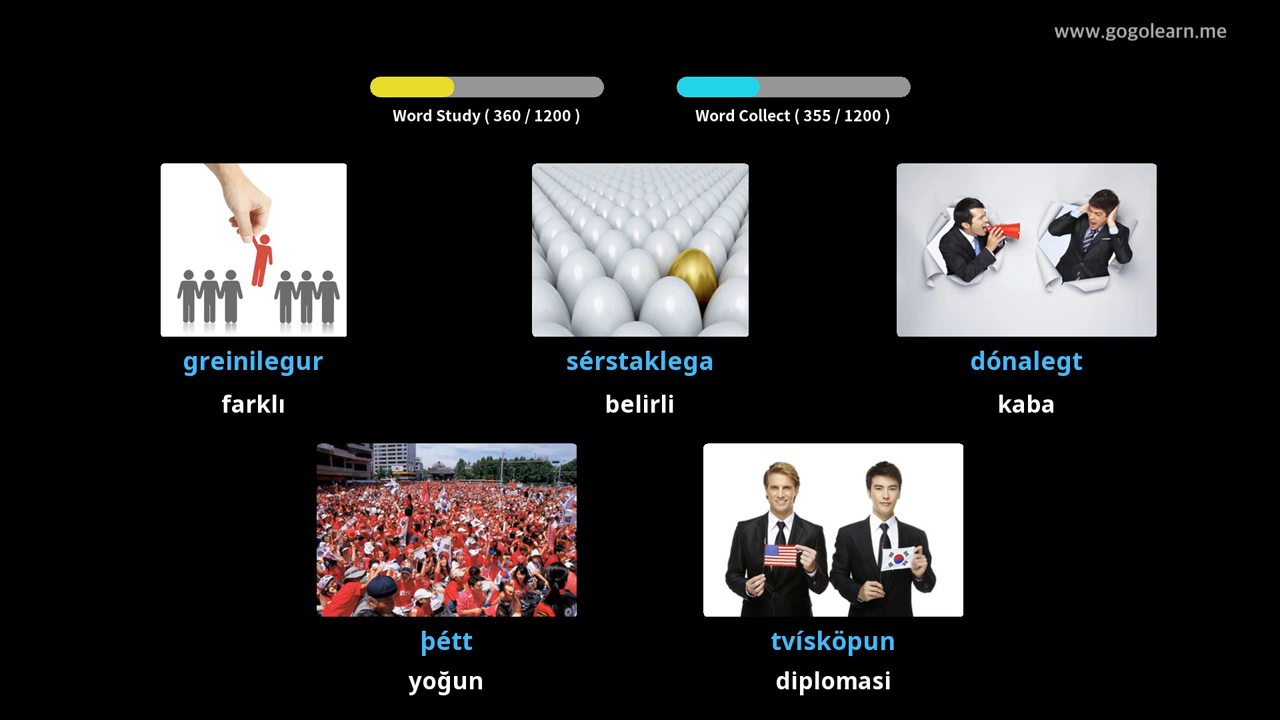 www.gogolearn.me
Word Study ( 360 / 1200 )
Word Collect ( 355 / 1200 )
greinilegur
farklı
sérstaklega
belirli
dónalegt
kaba
þétt
yoğun
tvísköpun
diplomasi